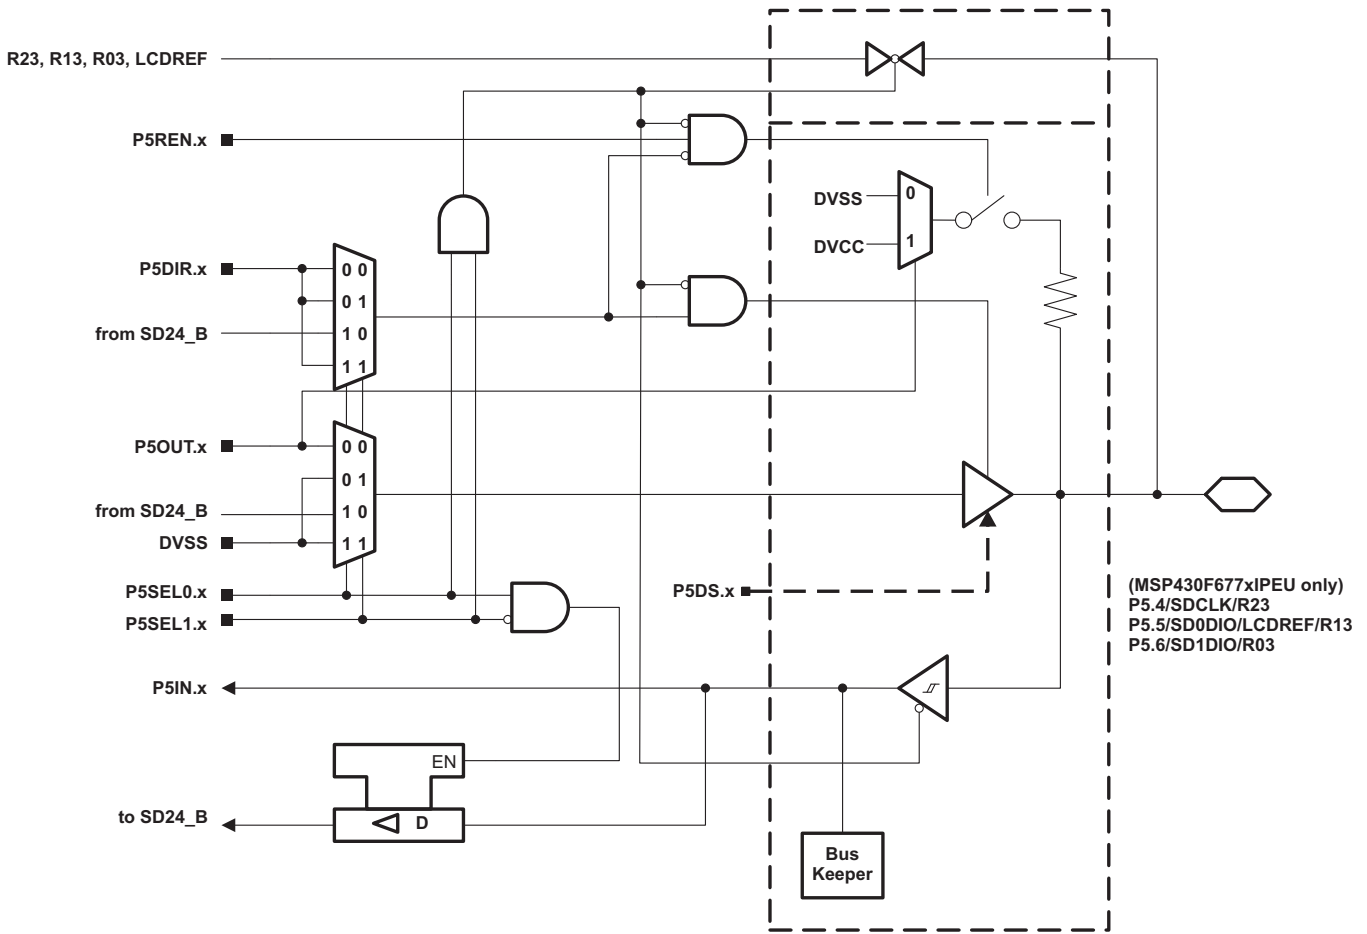 R23, R13, R03, LCDREF
P5REN.x
DVSS
0
DVCC
1
P5DIR.x
0 0
0 1
from SD24_B
1 0
1 1
P5OUT.x
0 0
0 1
from SD24_B
1 0
DVSS
1 1
P5SEL0.x
P5SEL1.x
P5DS.x
(MSP430F677xIPEU only)
P5.4/SDCLK/R23
P5.5/SD0DIO/LCDREF/R13
P5.6/SD1DIO/R03
P5IN.x
EN
to SD24_B
D
Bus
Keeper